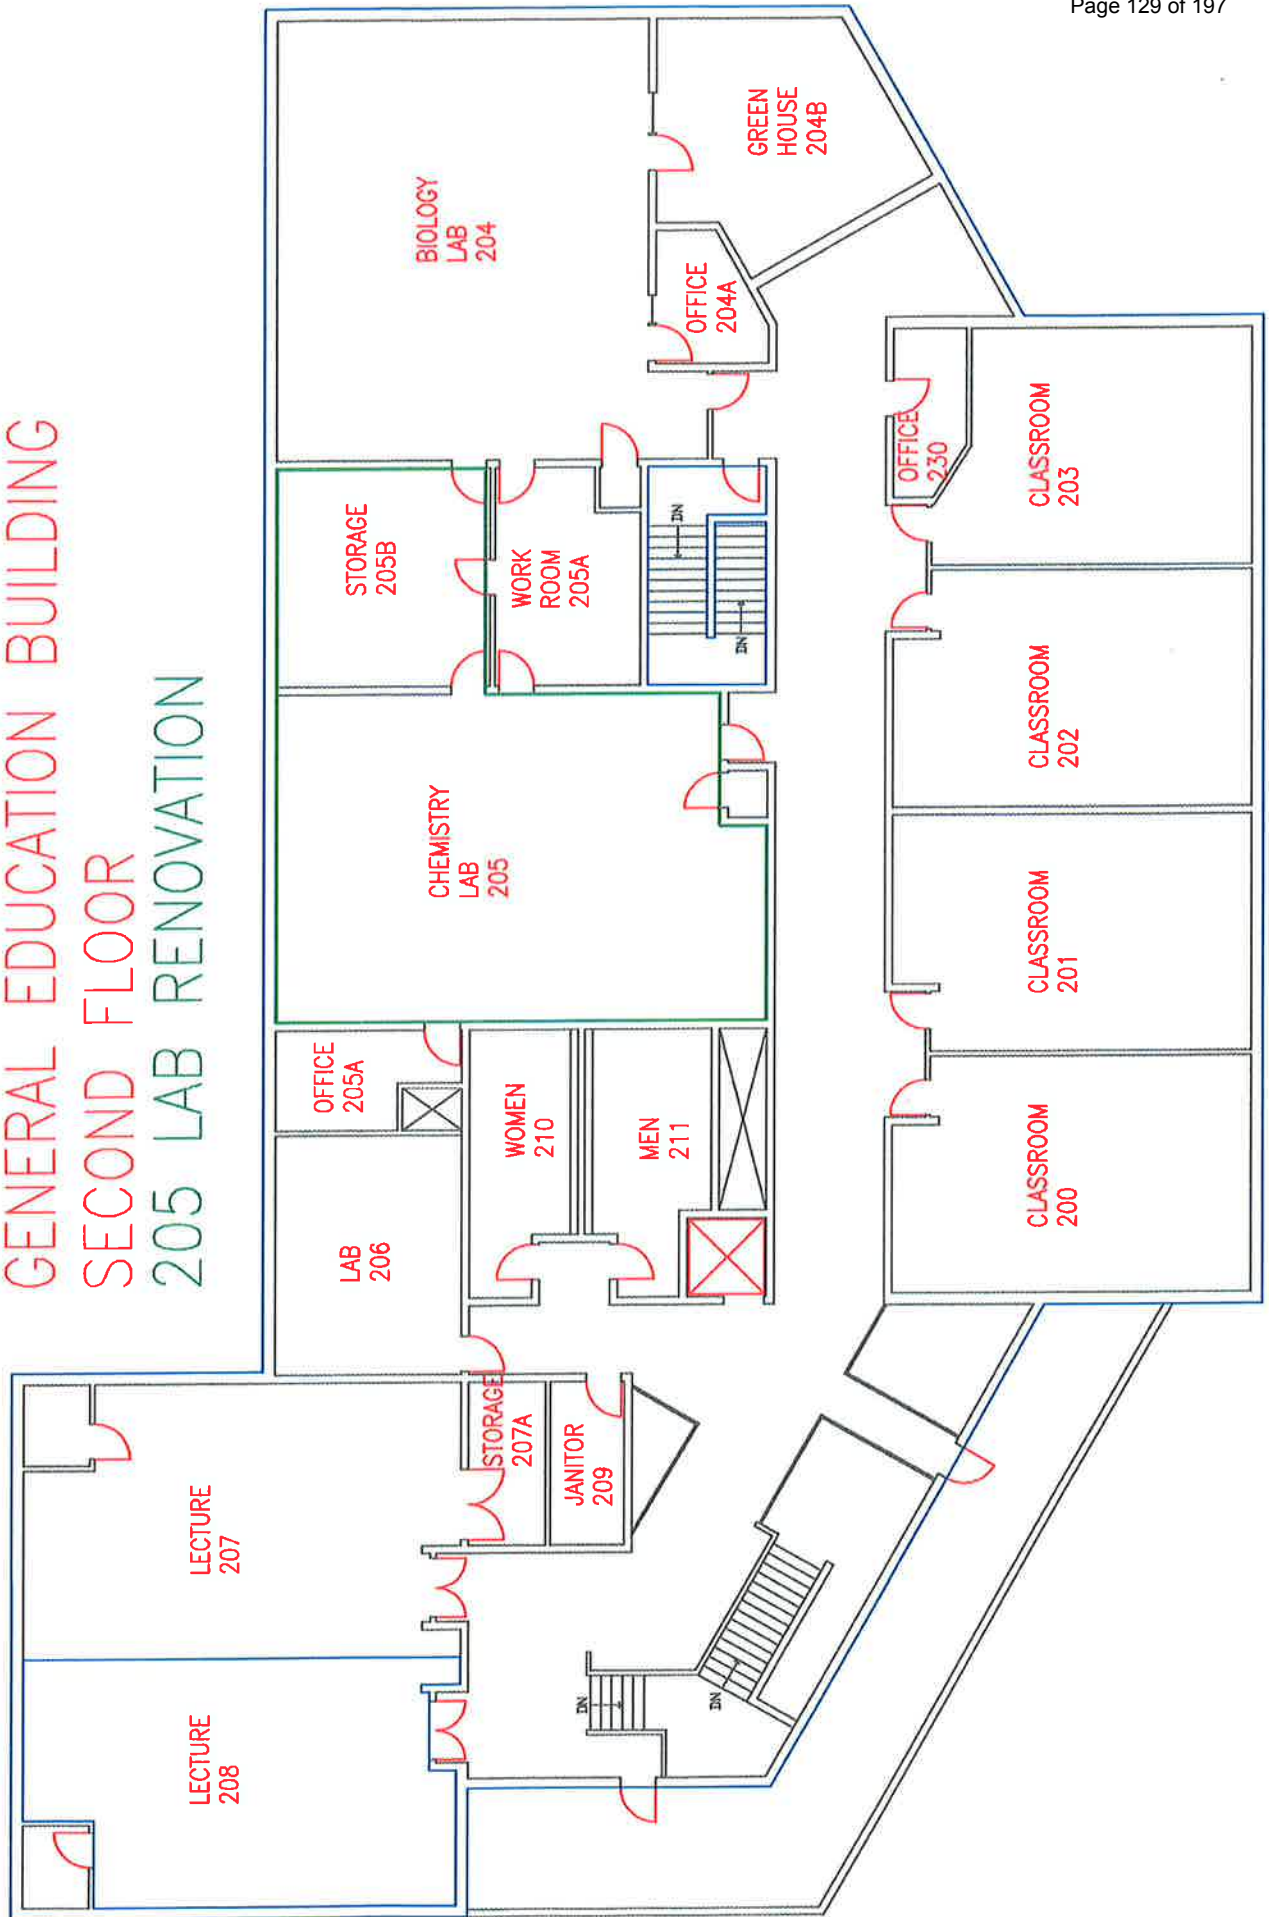 Page 129 of 197
GENERAL EDUCATION BUILDING
SECOND FLOOR
205 LAB RENOVATION
LECTURE
208
LECTURE
207
STORAGE
207A
JANITOR
209
LAB
206
OFFICE
205A
WOMEN
210
MEN
211
CHEMISTRY
LAB
205
STORAGE
205B
WORK
ROOM
205A
BIOLOGY
LAB
204
OFFICE
204A
GREEN
HOUSE
204B
DN
DN
DN
DN
CLASSROOM
200
CLASSROOM
201
CLASSROOM
202
CLASSROOM
203
OFFICE
230